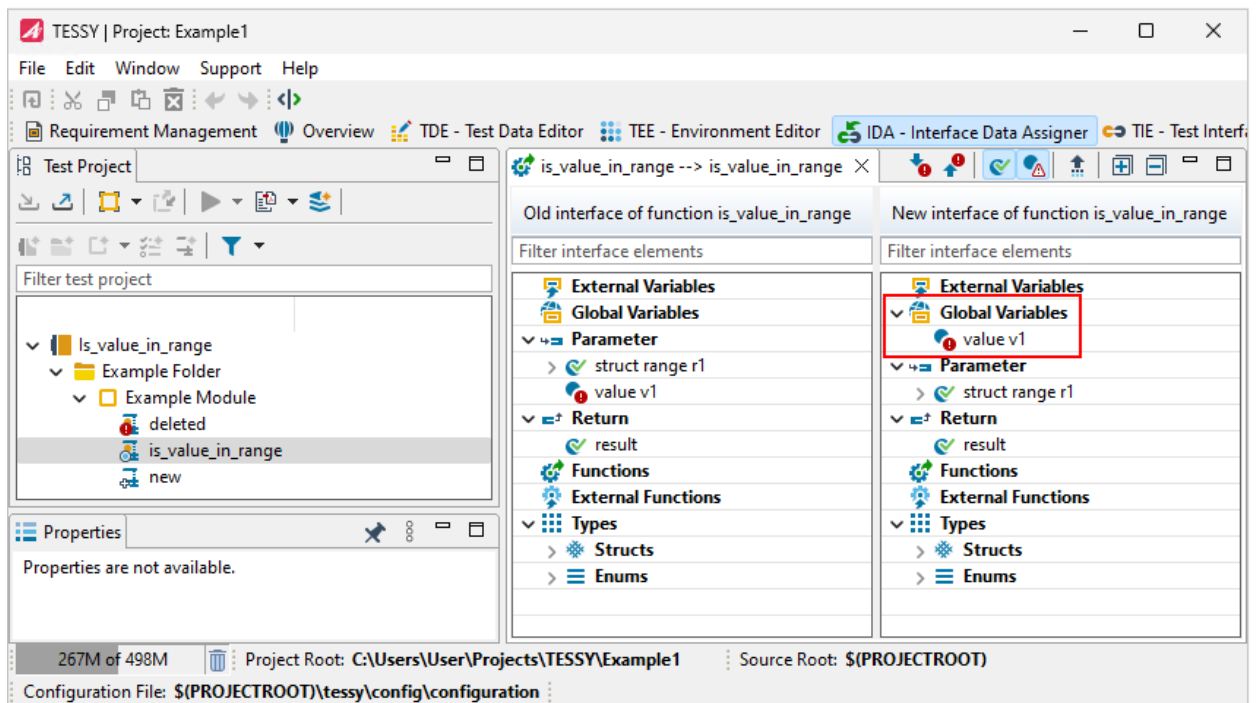 TESSY | Project: Example1
File Edit Window Support Help
Requirement Management Overview TDE - Test Data Editor TEE - Environment Editor IDA - Interface Data Assigner TIE - Test Interf
Test Project
Filter test project
Is_value_in_range
Example Folder
Example Module
deleted
is_value_in_range
new
Properties
Properties are not available.
is_value_in_range --> is_value_in_range
Old interface of function is_value_in_range
Filter interface elements
External Variables
Global Variables
Parameter
struct range r1
value v1
Return
result
Functions
External Functions
Types
Structs
Enums
New interface of function is_value_in_range
Filter interface elements
External Variables
Global Variables
value v1
Parameter
struct range r1
Return
result
Functions
External Functions
Types
Structs
Enums
267M of 498M Project Root: C:\Users\User\Projects\TESSY\Example1 Source Root: $(PROJECTROOT)
Configuration File: $(PROJECTROOT)\tessy\config\configuration